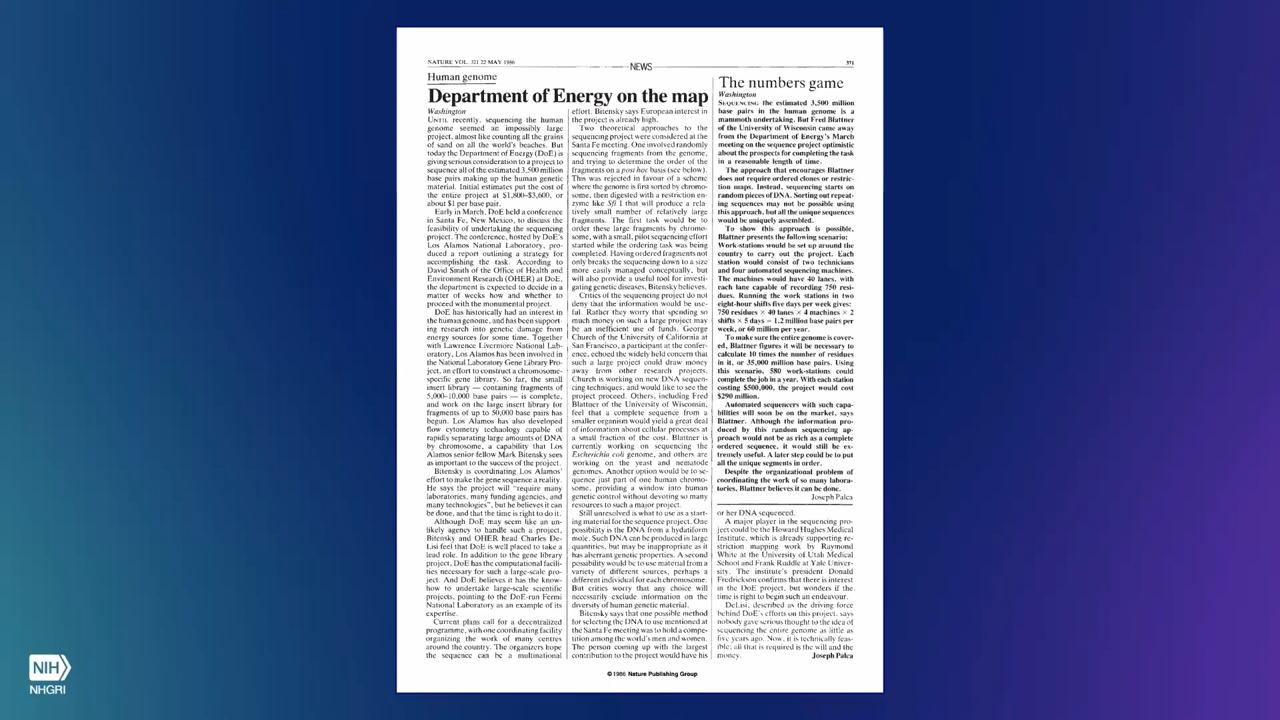 NATURE VOL. 321 22 MAY 1986
NEWS
371
Human genome
Department of Energy on the map
Washington
UNTIL recently, sequencing the human
genome seemed an impossibly large
project, almost like counting all the grains
of sand on all the world's beaches. But
today the Department of Energy (DoE) is
giving serious consideration to a project to
sequence all of the estimated 3,500 million
base pairs making up the human genetic
material. Initial estimates put the cost of
the entire project at $1,800–$3,600, or
about $1 per base pair.
Early in March, DoE held a conference
in Santa Fe, New Mexico, to discuss the
feasibility of undertaking the sequencing
project. The conference, hosted by DoE's
Los Alamos National Laboratory, pro-
duced a report outlining a strategy for
accomplishing the task. According to
David Smith of the Office of Health and
Environment Research (OHER) at DoE,
the department is expected to decide in a
matter of weeks how and whether to
proceed with the monumental project.
DoE has historically had an interest in
the human genome, and has been support-
ing research into genetic damage from
energy sources for some time. Together
with Lawrence Livermore National Lab-
oratory, Los Alamos has been involved in
the National Laboratory Gene Library Pro-
ject, an effort to construct a chromosome-
specific gene library. So far, the small
insert library — containing fragments of
5,000–10,000 base pairs — is complete,
and work on the large insert library for
fragments of up to 50,000 base pairs has
begun. Los Alamos has also developed
flow cytometry technology capable of
rapidly separating large amounts of DNA
by chromosome, a capability that Los
Alamos senior fellow Mark Bitensky sees
as important to the success of the project.
Bitensky is coordinating Los Alamos'
effort to make the gene sequence a reality.
He says the project will "require many
laboratories, many funding agencies, and
many technologies", but he believes it can
be done, and that the time is right to do it.
Although DoE may seem like an un-
likely agency to handle such a project,
Bitensky and OHER head Charles De-
Lisi feel that DoE is well placed to take a
lead role. In addition to the gene library
project, DoE has the computational facili-
ties necessary for such a large-scale pro-
ject. And DoE believes it has the know-
how to undertake large-scale scientific
projects, pointing to the DoE-run Fermi
National Laboratory as an example of its
expertise.
Current plans call for a decentralized
programme, with one coordinating facility
organizing the work of many centres
around the country. The organizers hope
the sequence can be a multinational
effort. Bitensky says European interest in
the project is already high.
Two theoretical approaches to the
sequencing project were considered at the
Santa Fe meeting. One involved randomly
sequencing fragments from the genome,
and trying to determine the order of the
fragments on a post hoc basis (see below).
This was rejected in favour of a scheme
where the genome is first sorted by chromo-
some, then digested with a restriction en-
zyme like Sfi I that will produce a rela-
tively small number of relatively large
fragments. The first task would be to
order these large fragments by chromo-
some, with a small, pilot sequencing effort
started while the ordering task was being
completed. Having ordered fragments not
only breaks the sequencing down to a size
more easily managed conceptually, but
will also provide a useful tool for investi-
gating genetic diseases, Bitensky believes.
Critics of the sequencing project do not
deny that the information would be use-
ful. Rather they worry that spending so
much money on such a large project may
be an inefficient use of funds. George
Church of the University of California at
San Francisco, a participant at the confer-
ence, echoed the widely held concern that
such a large project could draw money
away from other research projects.
Church is working on new DNA sequen-
cing techniques, and would like to see the
project proceed. Others, including Fred
Blattner of the University of Wisconsin,
feel that a complete sequence from a
smaller organism would yield a great deal
of information about cellular processes at
a small fraction of the cost. Blattner is
currently working on sequencing the
Escherichia coli genome, and others are
working on the yeast and nematode
genomes. Another option would be to se-
quence just part of one human chromo-
some, providing a window into human
genetic control without devoting so many
resources to such a major project.
Still unresolved is what to use as a start-
ing material for the sequence project. One
possibility is the DNA from a hydatiform
mole. Such DNA can be produced in large
quantities, but may be inappropriate as it
has aberrant genetic properties. A second
possibility would be to use material from a
variety of different sources, perhaps a
different individual for each chromosome.
But critics worry that any choice will
necessarily exclude information on the
diversity of human genetic material.
Bitensky says that one possible method
for selecting the DNA to use mentioned at
the Santa Fe meeting was to hold a compe-
tition among the world's men and women.
The person coming up with the largest
contribution to the project would have his
The numbers game
Washington
SEQUENCING the estimated 3,500 million
base pairs in the human genome is a
mammoth undertaking. But Fred Blattner
of the University of Wisconsin came away
from the Department of Energy's March
meeting on the sequence project optimistic
about the prospects for completing the task
in a reasonable length of time.
The approach that encourages Blattner
does not require ordered clones or restric-
tion maps. Instead, sequencing starts on
random pieces of DNA. Sorting out repeat-
ing sequences may not be possible using
this approach, but all the unique sequences
would be uniquely assembled.
To show this approach is possible,
Blattner presents the following scenario:
Work-stations would be set up around the
country to carry out the project. Each
station would consist of two technicians
and four automated sequencing machines.
The machines would have 40 lanes, with
each lane capable of recording 750 resi-
dues. Running the work stations in two
eight-hour shifts five days per week gives:
750 residues × 40 lanes × 4 machines × 2
shifts × 5 days = 1.2 million base pairs per
week, or 60 million per year.
To make sure the entire genome is cover-
ed, Blattner figures it will be necessary to
calculate 10 times the number of residues
in it, or 35,000 million base pairs. Using
this scenario, 580 work-stations could
complete the job in a year. With each station
costing $500,000, the project would cost
$290 million.
Automated sequencers with such capa-
bilities will soon be on the market, says
Blattner. Although the information pro-
duced by this random sequencing ap-
proach would not be as rich as a complete
ordered sequence, it would still be ex-
tremely useful. A later step could be to put
all the unique segments in order.
Despite the organizational problem of
coordinating the work of so many labora-
tories, Blattner believes it can be done.
Joseph Palca
or her DNA sequenced.
A major player in the sequencing pro-
ject could be the Howard Hughes Medical
Institute, which is already supporting re-
striction mapping work by Raymond
White at the University of Utah Medical
School and Frank Ruddle at Yale Univer-
sity. The institute's president Donald
Fredrickson confirms that there is interest
in the DoE project, but wonders if the
time is right to begin such an endeavour.
DeLisi, described as the driving force
behind DoE's efforts on this project, says
nobody gave serious thought to the idea of
sequencing the entire genome as little as
five years ago. Now, it is technically feas-
ible; all that is required is the will and the
money.
Joseph Palca
©1986 Nature Publishing Group
NIH
NHGRI